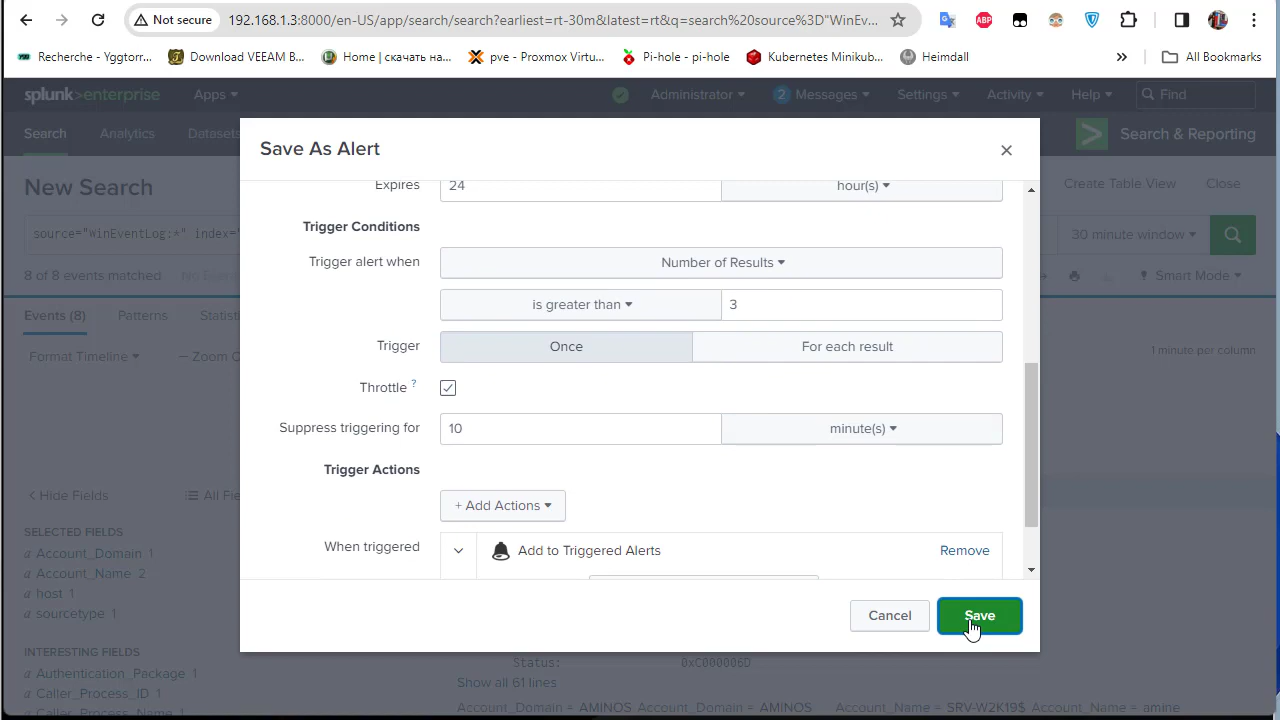 Not secure 192.168.1.3:8000/en-US/app/search/search?earliest=rt-30m&latest=rt&q=search%20source%3D"WinEv...
Recherche - Yggtorr... Download VEEAM B... Home | скачать на... pve - Proxmox Virtu... Pi-hole - pi-hole Kubernetes Minikub... Heimdall » All Bookmarks
splunk>enterprise Apps Administrator 2 Messages Settings Activity Help Find
Search Analytics Datasets > Search & Reporting
Save As Alert
New Search Create Table View Close
Expires 24 hour(s)
source="WinEventLog:*" index=" 30 minute window
Trigger Conditions
Trigger alert when Number of Results
8 of 8 events matched Smart Mode
is greater than 3
Events (8) Patterns Statisti
Trigger Once For each result
Format Timeline — Zoom O 1 minute per column
Throttle ?
Suppress triggering for 10 minute(s)
Trigger Actions
< Hide Fields All Fie
+ Add Actions
SELECTED FIELDS
When triggered Add to Triggered Alerts Remove
a Account_Domain 1
a Account_Name 2
a host 1
a sourcetype 1
Cancel Save
INTERESTING FIELDS
Status: 0xC000006D
a Authentication_Package 1
Show all 61 lines
a Caller_Process_ID 1
a Caller_Process_Name 1
Account_Domain = AMINOS Account_Domain = AMINOS Account_Name = SRV-W2K19$ Account_Name = amine